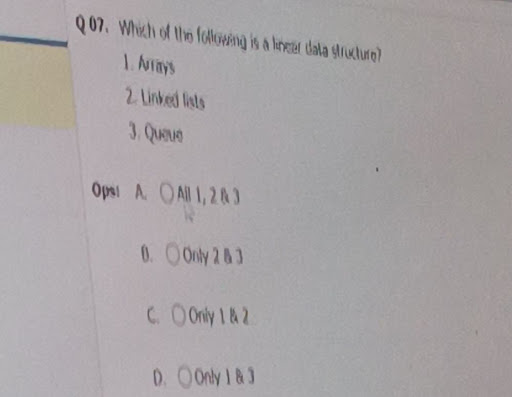 Q 07. Which of the following is a linear data structure?
1. Arrays
2. Linked lists
3. Queue
Ops: A. All 1, 2 & 3
B. Only 2 & 3
C. Only 1 & 2
D. Only 1 & 3